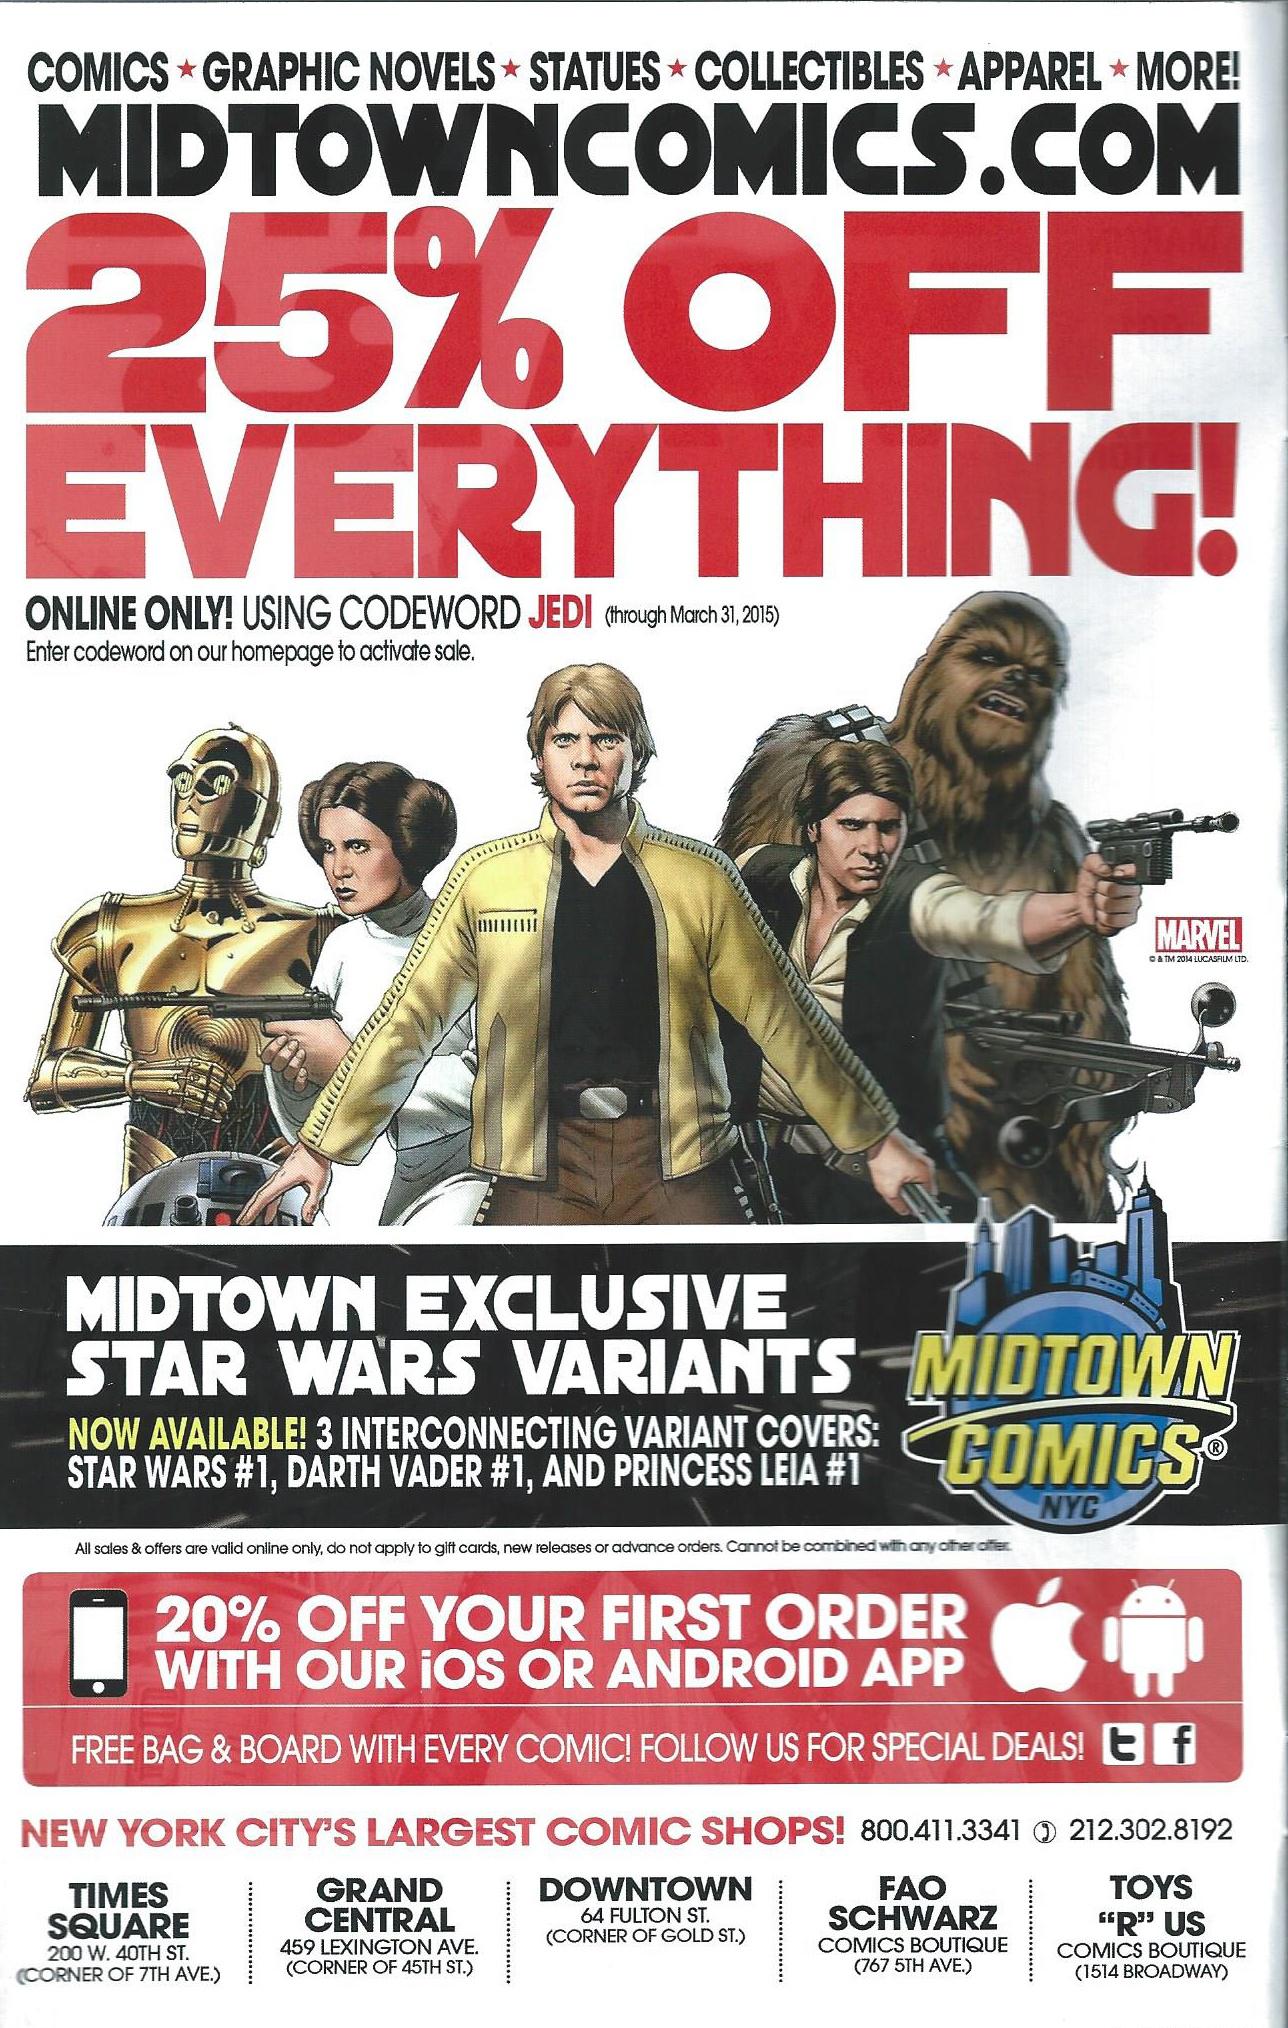 COMICS ★ GRAPHIC NOVELS ★ STATUES ★ COLLECTIBLES ★ APPAREL ★ MORE!
MIDTOWNCOMICS.COM
25% OFF
EVERYTHING!
ONLINE ONLY! USING CODEWORD JEDI (through March 31, 2015)
Enter codeword on our homepage to activate sale.
MARVEL
© & TM 2014 LUCASFILM LTD.
MIDTOWN EXCLUSIVE
STAR WARS VARIANTS
NOW AVAILABLE! 3 INTERCONNECTING VARIANT COVERS:
STAR WARS #1, DARTH VADER #1, AND PRINCESS LEIA #1
MIDTOWN
COMICS®
NYC
All sales & offers are valid online only, do not apply to gift cards, new releases or advance orders. Cannot be combined with any other offer.
20% OFF YOUR FIRST ORDER
WITH OUR iOS OR ANDROID APP
FREE BAG & BOARD WITH EVERY COMIC! FOLLOW US FOR SPECIAL DEALS! t f
NEW YORK CITY'S LARGEST COMIC SHOPS! 800.411.3341 212.302.8192
TIMES
SQUARE
200 W. 40TH ST.
(CORNER OF 7TH AVE.)
GRAND
CENTRAL
459 LEXINGTON AVE.
(CORNER OF 45TH ST.)
DOWNTOWN
64 FULTON ST.
(CORNER OF GOLD ST.)
FAO
SCHWARZ
COMICS BOUTIQUE
(767 5TH AVE.)
TOYS
"R" US
COMICS BOUTIQUE
(1514 BROADWAY)